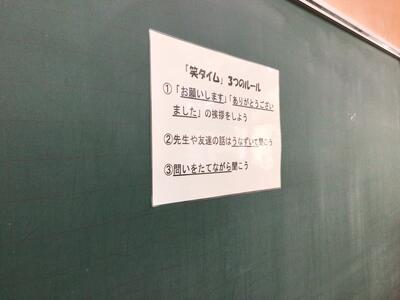 「笑タイム」3つのルール
①「お願いします」「ありがとうござい
ました」の挨拶をしよう
②先生や友達の話はうなずいて聞こう
③問いをたてながら聞こう